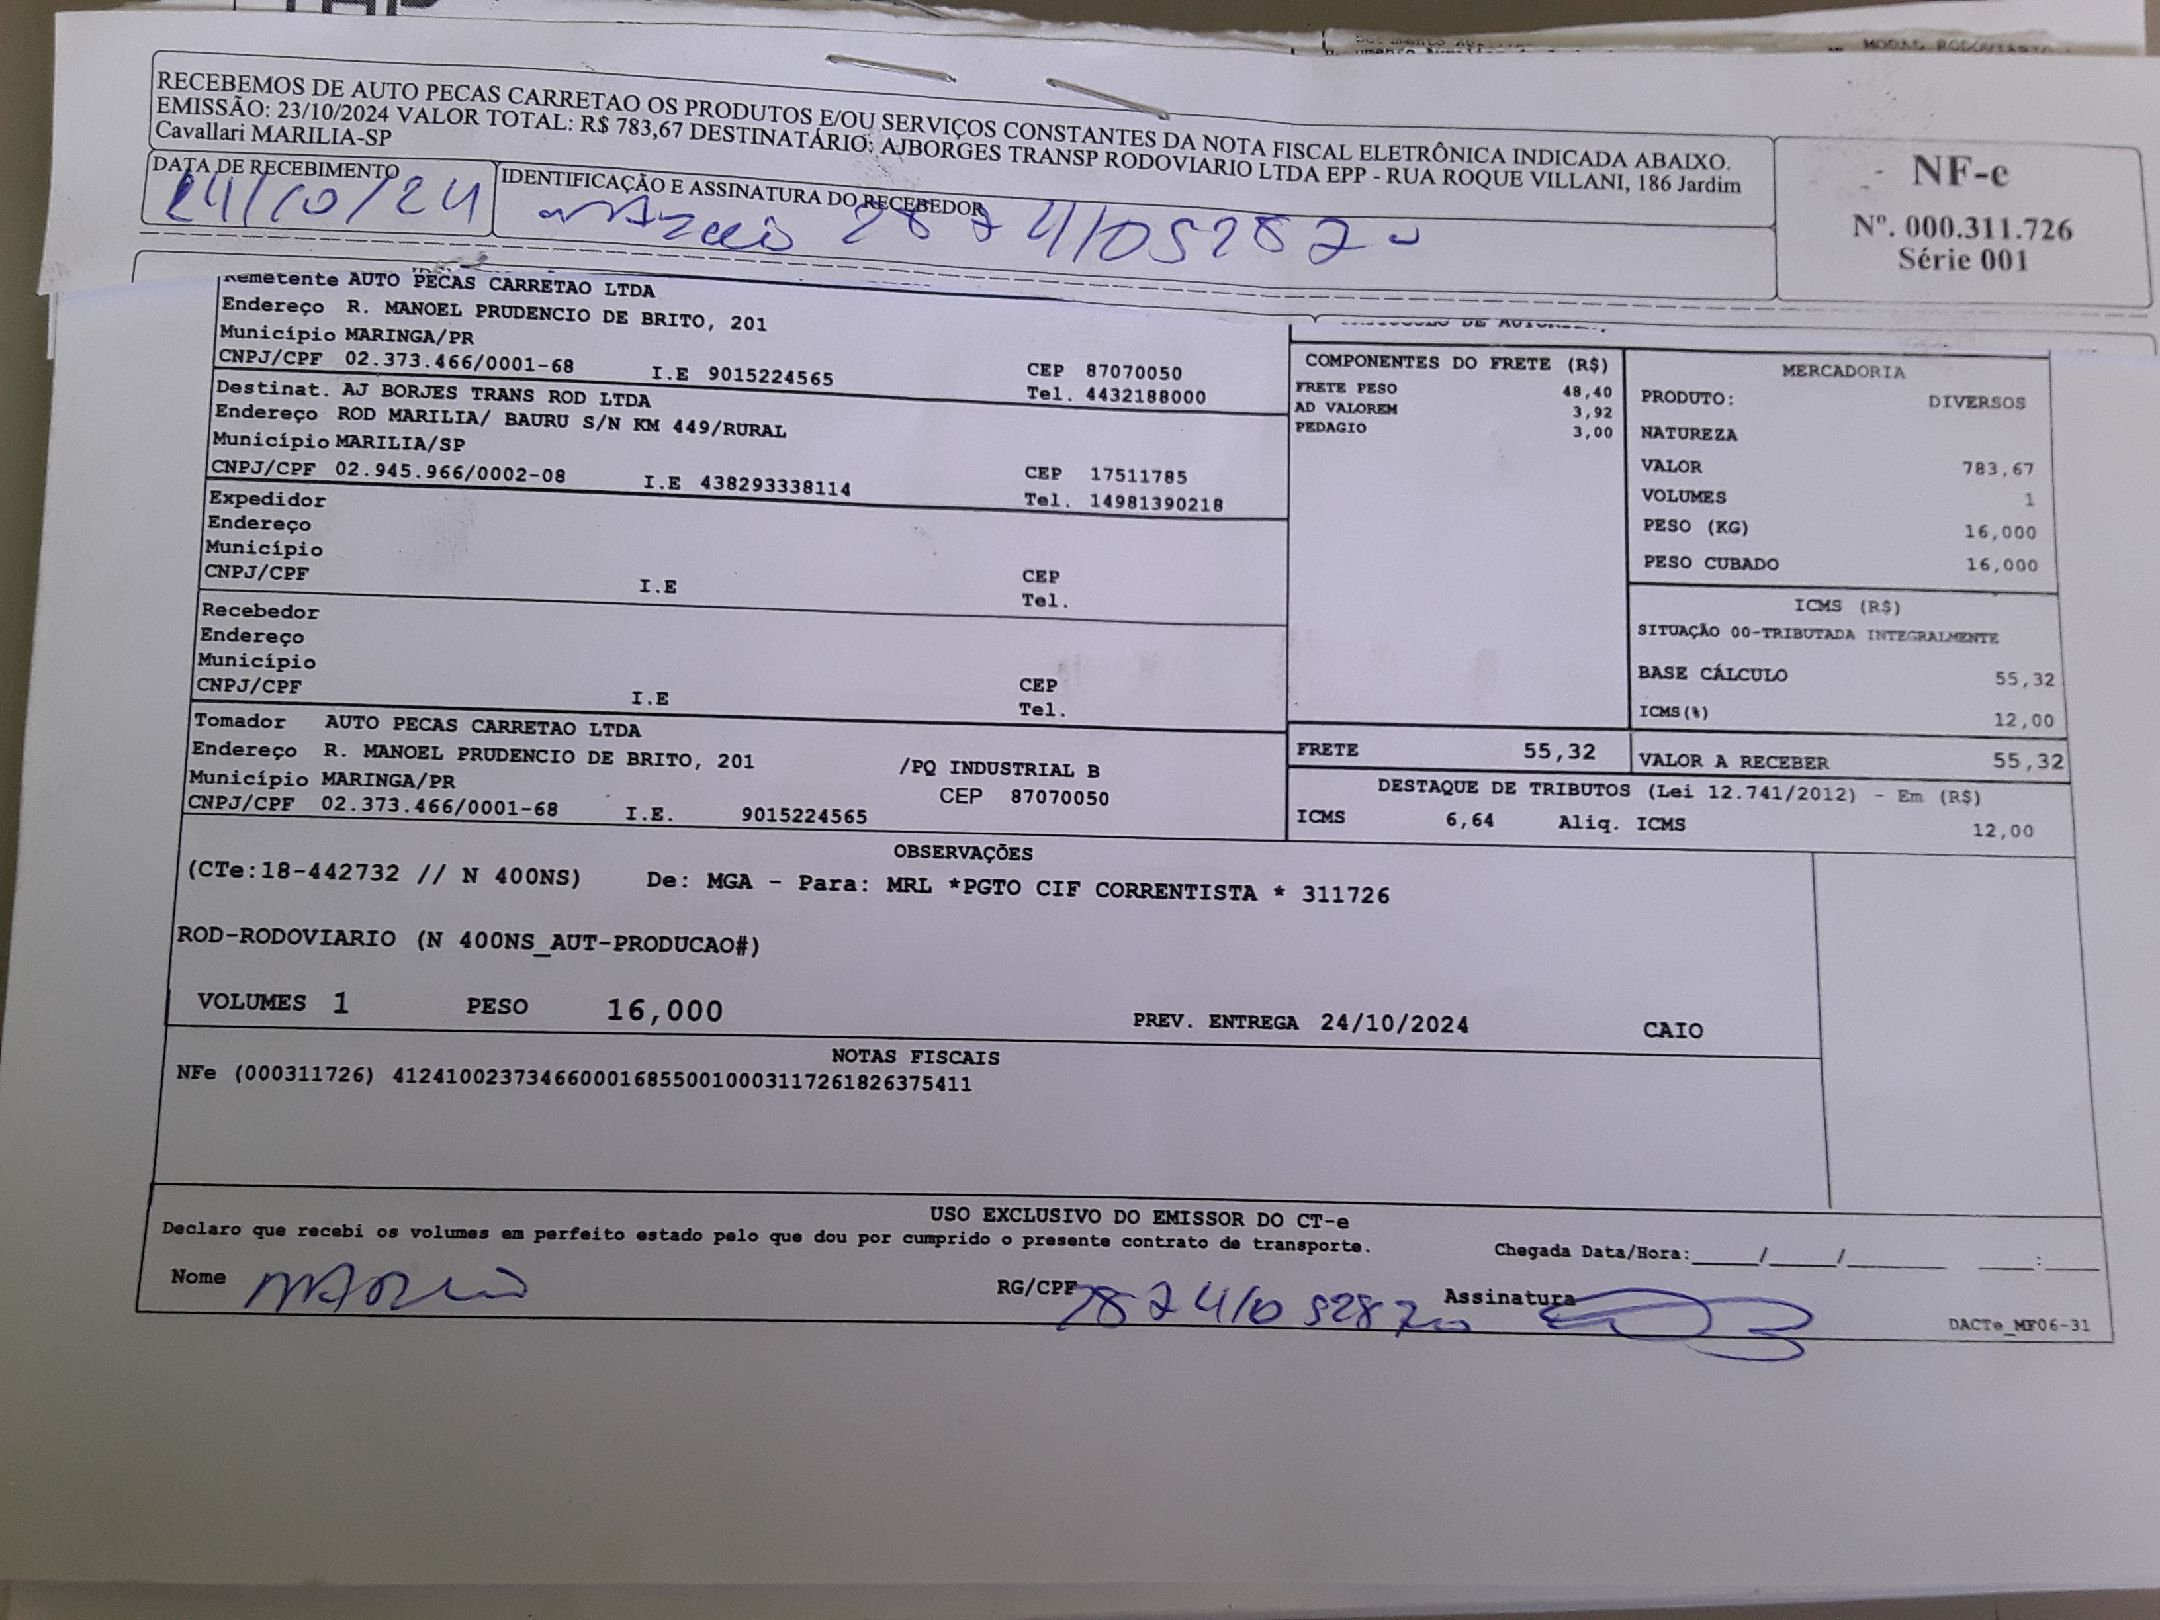 RECEBEMOS DE AUTO PECAS CARRETAO OS PRODUTOS E/OU SERVIÇOS CONSTANTES DA NOTA FISCAL ELETRÔNICA INDICADA ABAIXO.
EMISSÃO: 23/10/2024 VALOR TOTAL: R$ 783,67 DESTINATÁRIO: AJBORGES TRANSP RODOVIARIO LTDA EPP - RUA ROQUE VILLANI, 186 Jardim
Cavallari MARILIA-SP
NF-e
Nº. 000.311.726
Série 001
DATA DE RECEBIMENTO
24/10/24
IDENTIFICAÇÃO E ASSINATURA DO RECEBEDOR
Remetente AUTO PECAS CARRETAO LTDA
Endereço R. MANOEL PRUDENCIO DE BRITO, 201
Município MARINGA/PR
CNPJ/CPF 02.373.466/0001-68 I.E 9015224565 CEP 87070050
Tel. 4432188000
Destinat. AJ BORJES TRANS ROD LTDA
Endereço ROD MARILIA/ BAURU S/N KM 449/RURAL
Município MARILIA/SP
CNPJ/CPF 02.945.966/0002-08 I.E 438293338114 CEP 17511785
Tel. 14981390218
Expedidor
Endereço
Município
CNPJ/CPF I.E CEP
Tel.
Recebedor
Endereço
Município
CNPJ/CPF I.E CEP
Tel.
Tomador AUTO PECAS CARRETAO LTDA
Endereço R. MANOEL PRUDENCIO DE BRITO, 201 /PQ INDUSTRIAL B
Município MARINGA/PR CEP 87070050
CNPJ/CPF 02.373.466/0001-68 I.E. 9015224565
COMPONENTES DO FRETE (R$)
FRETE PESO 48,40
AD VALOREM 3,92
PEDAGIO 3,00
MERCADORIA
PRODUTO: DIVERSOS
NATUREZA
VALOR 783,67
VOLUMES 1
PESO (KG) 16,000
PESO CUBADO 16,000
ICMS (R$)
SITUAÇÃO 00-TRIBUTADA INTEGRALMENTE
BASE CÁLCULO 55,32
ICMS(%) 12,00
FRETE 55,32 VALOR A RECEBER 55,32
DESTAQUE DE TRIBUTOS (Lei 12.741/2012) - Em (R$)
ICMS 6,64 Aliq. ICMS 12,00
OBSERVAÇÕES
(CTe:18-442732 // N 400NS) De: MGA - Para: MRL *PGTO CIF CORRENTISTA * 311726
ROD-RODOVIARIO (N 400NS_AUT-PRODUCAO#)
VOLUMES 1 PESO 16,000 PREV. ENTREGA 24/10/2024 CAIO
NOTAS FISCAIS
NFe (000311726) 41241002373466000168550010003117261826375411
USO EXCLUSIVO DO EMISSOR DO CT-e
Declaro que recebi os volumes em perfeito estado pelo que dou por cumprido o presente contrato de transporte. Chegada Data/Hora:_____/_____/________ ____:____
Nome RG/CPF Assinatura
DACTe_MF06-31